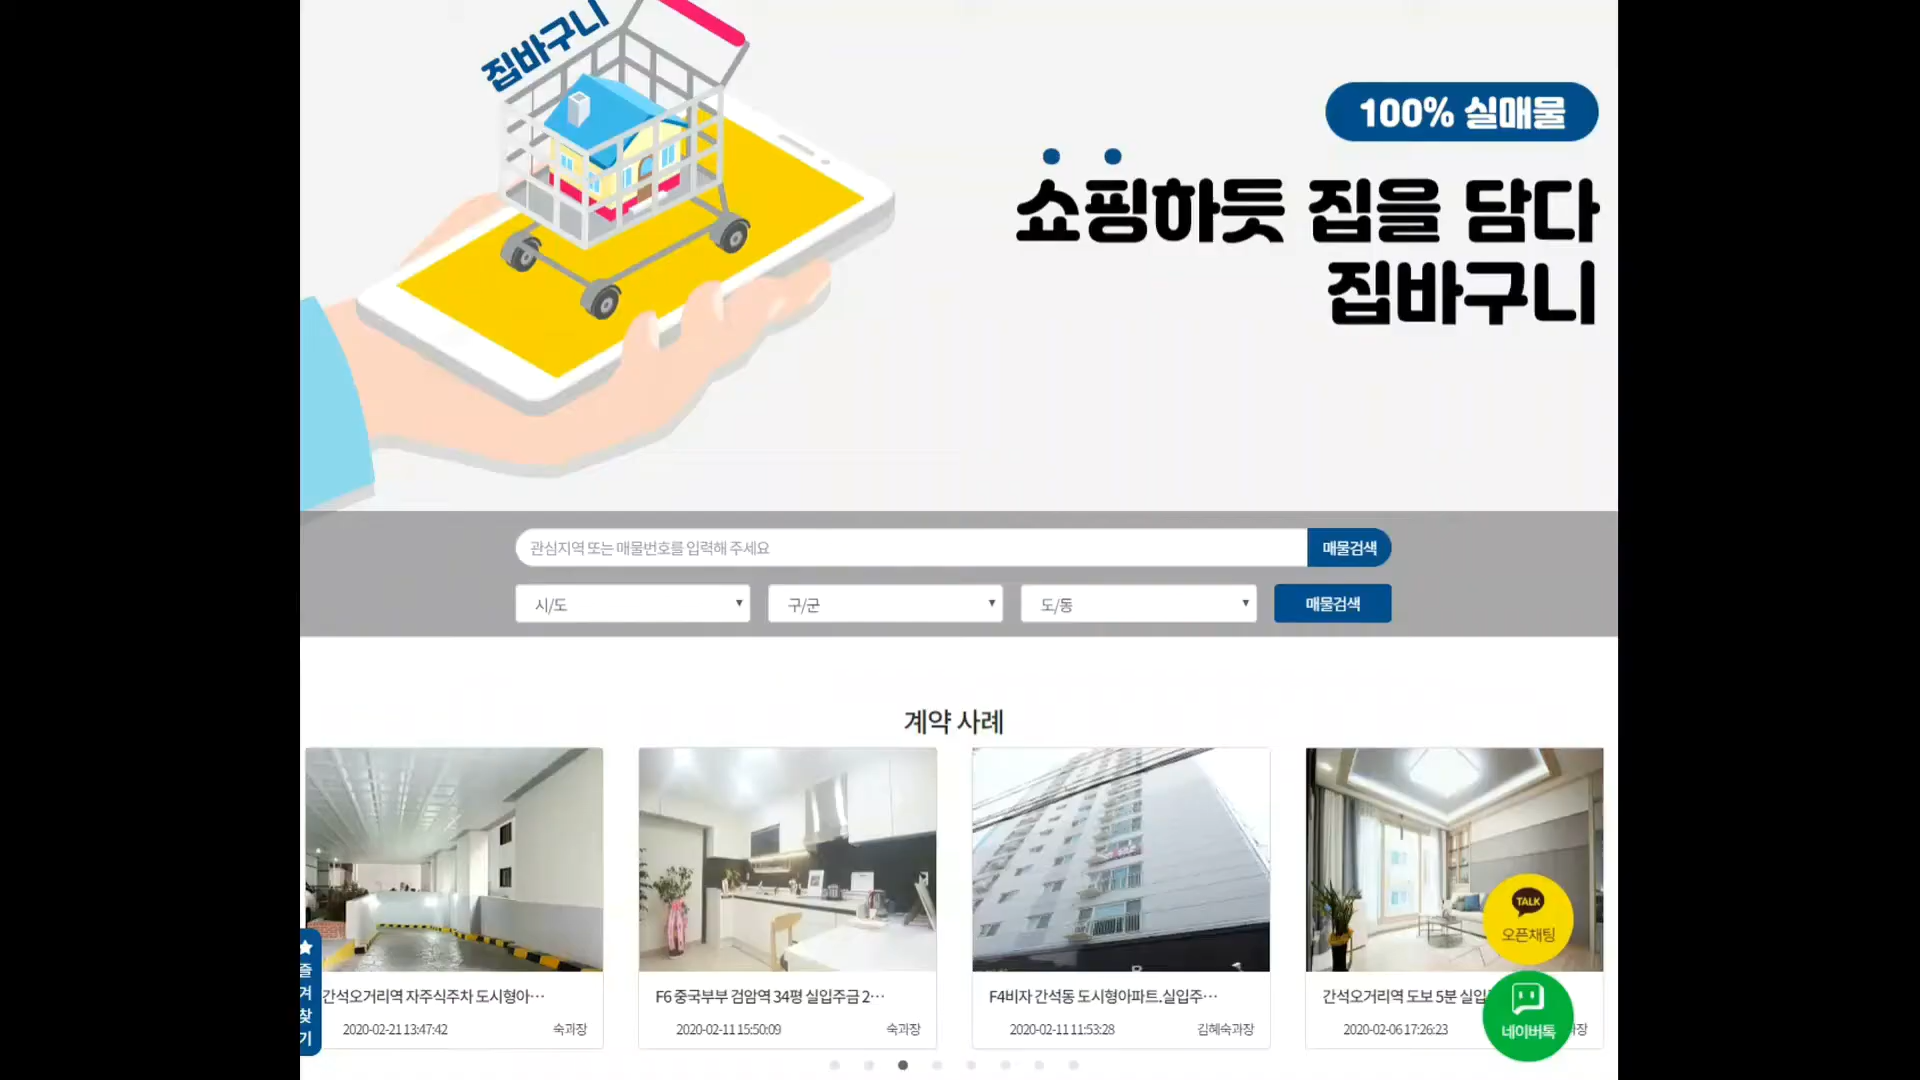 집바구니
100% 실매물
쇼핑하듯 집을 담다
집바구니
관심지역 또는 매물번호를 입력해 주세요
매물검색
시/도
구/군
도/동
매물검색
계약 사례
간석오거리역 자주식주차 도시형아…
2020-02-21 13:47:42
숙과장
F6 중국부부 검암역 34평 실입주금 2…
2020-02-11 15:50:09
숙과장
F4비자 간석동 도시형아파트.실입주…
2020-02-11 11:53:28
김혜숙과장
간석오거리역 도보 5분 실입
2020-02-06 17:26:23
TALK
오픈채팅
네이버톡
즐겨찾기